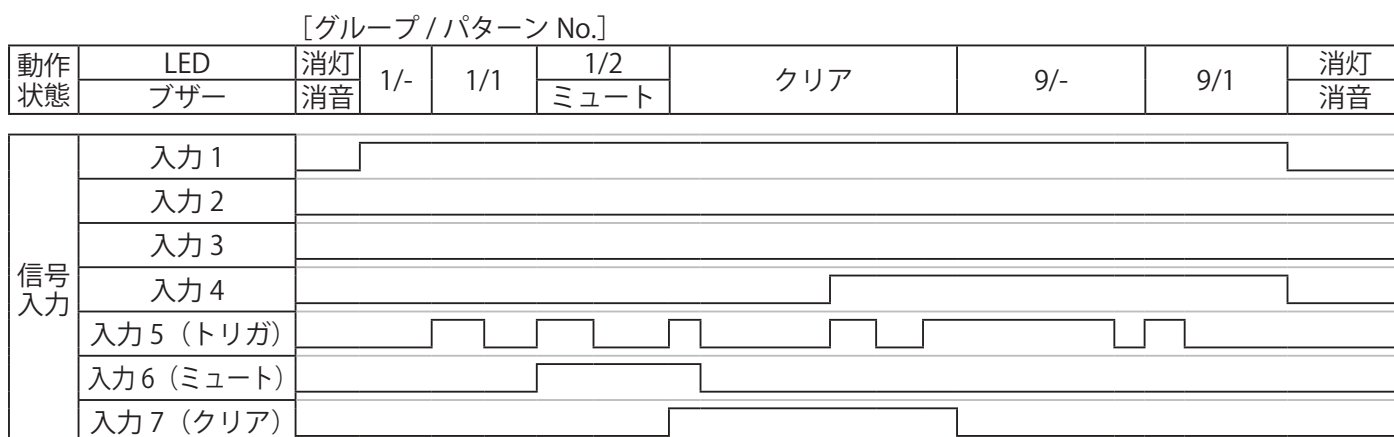 ［グループ / パターン No.］
動作
状態
LED
消灯
1/-
1/1
1/2
クリア
9/-
9/1
消灯
ブザー
消音
ミュート
消音
信号
入力
入力 1
入力 2
入力 3
入力 4
入力 5（トリガ）
入力 6（ミュート）
入力 7（クリア）